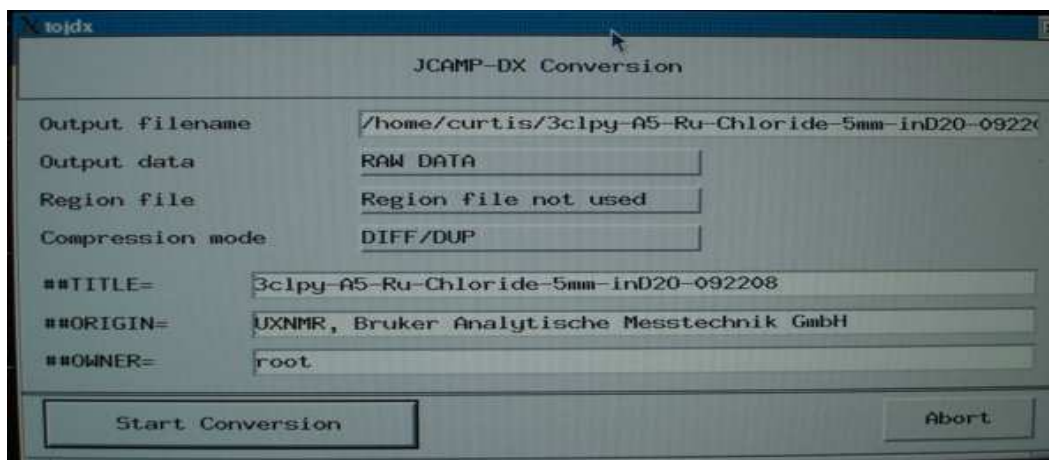 tojdx
JCAMP-DX Conversion
Output filename /home/curtis/3clpy-A5-Ru-Chloride-5mm-inD20-0922
Output data RAW DATA
Region file Region file not used
Compression mode DIFF/DUP
##TITLE= 3clpy-A5-Ru-Chloride-5mm-inD20-092208
##ORIGIN= UXNMR, Bruker Analytische Messtechnik GmbH
##OWNER= root
Start Conversion Abort